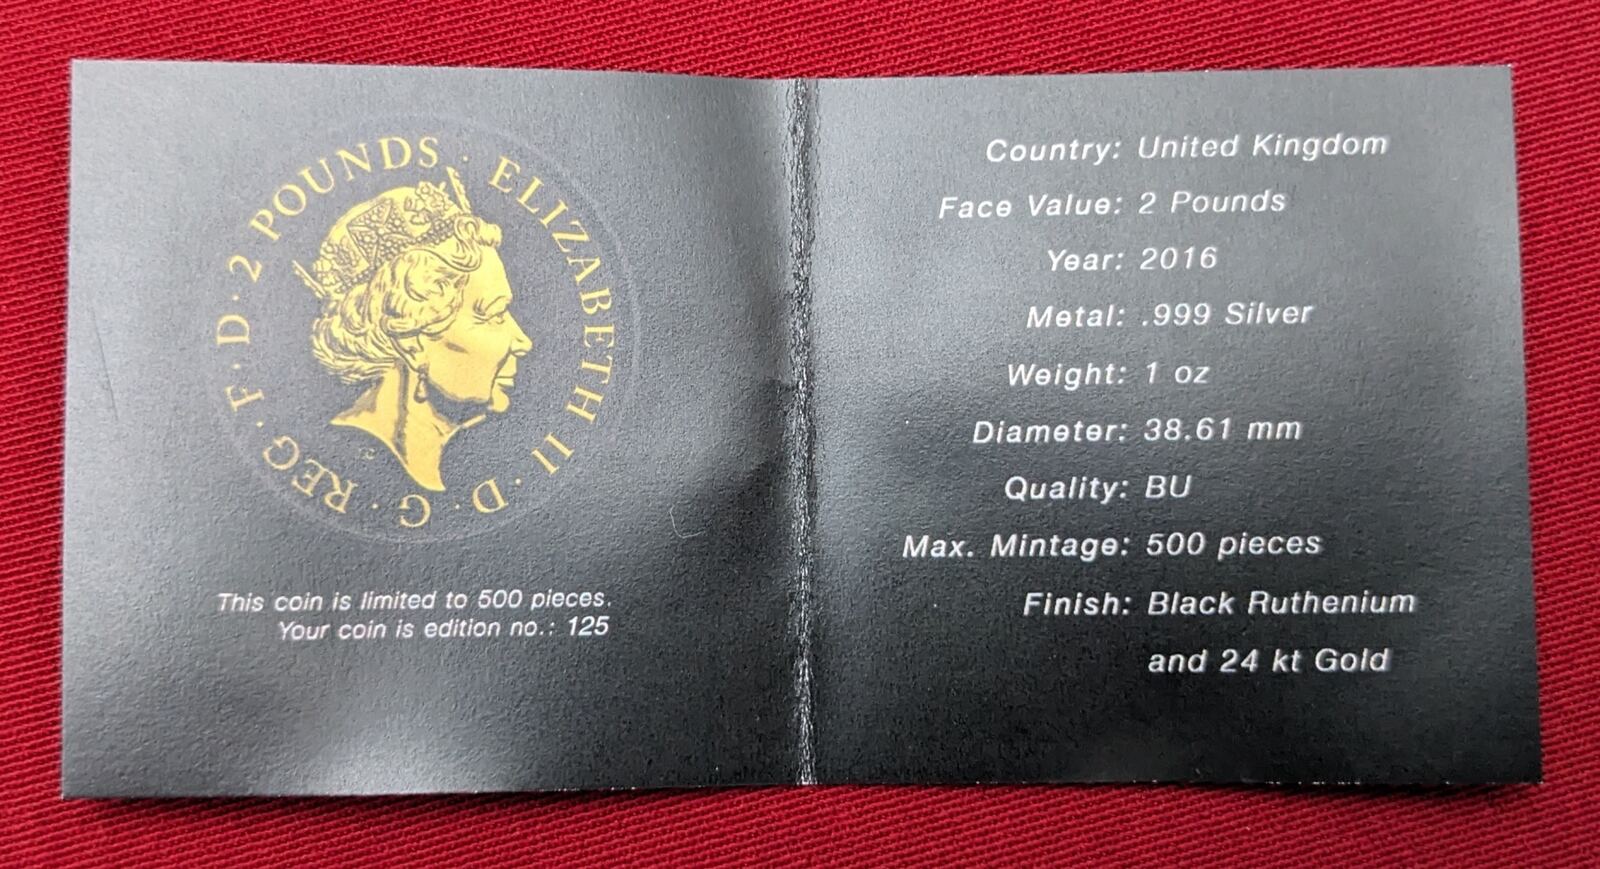 2 POUNDS · ELIZABETH II · D · G · REG · F · D ·
This coin is limited to 500 pieces.
Your coin is edition no.: 125
Country: United Kingdom
Face Value: 2 Pounds
Year: 2016
Metal: .999 Silver
Weight: 1 oz
Diameter: 38.61 mm
Quality: BU
Max. Mintage: 500 pieces
Finish: Black Ruthenium
and 24 kt Gold